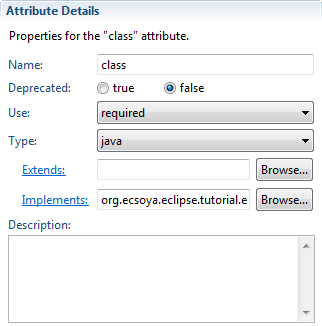 Attribute Details
Properties for the "class" attribute.
Name: class
Deprecated: true false
Use: required
Type: java
Extends: Browse...
Implements: org.ecsoya.eclipse.tutorial.e Browse...
Description: